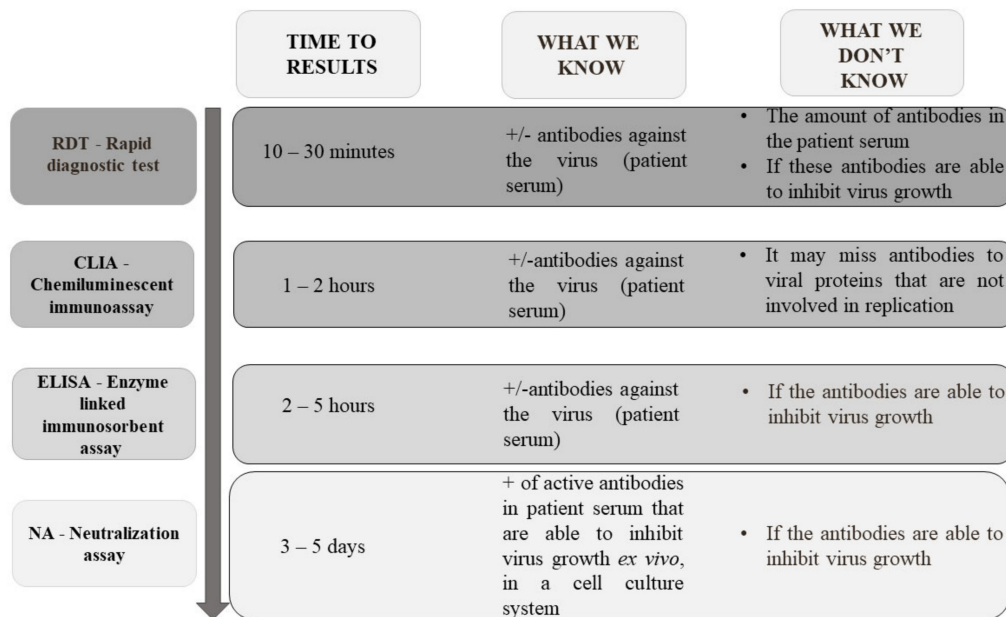 TIME TO
RESULTS
WHAT WE
KNOW
WHAT WE
DON'T
KNOW
RDT - Rapid
diagnostic test
10 – 30 minutes
+/- antibodies against
the virus (patient
serum)
• The amount of antibodies in
the patient serum
• If these antibodies are able
to inhibit virus growth
CLIA -
Chemiluminescent
immunoassay
1 – 2 hours
+/-antibodies against
the virus (patient
serum)
• It may miss antibodies to
viral proteins that are not
involved in replication
ELISA - Enzyme
linked
immunosorbent
assay
2 – 5 hours
+/-antibodies against
the virus (patient
serum)
• If the antibodies are able to
inhibit virus growth
NA - Neutralization
assay
3 – 5 days
+ of active antibodies
in patient serum that
are able to inhibit
virus growth ex vivo,
in a cell culture
system
• If the antibodies are able to
inhibit virus growth